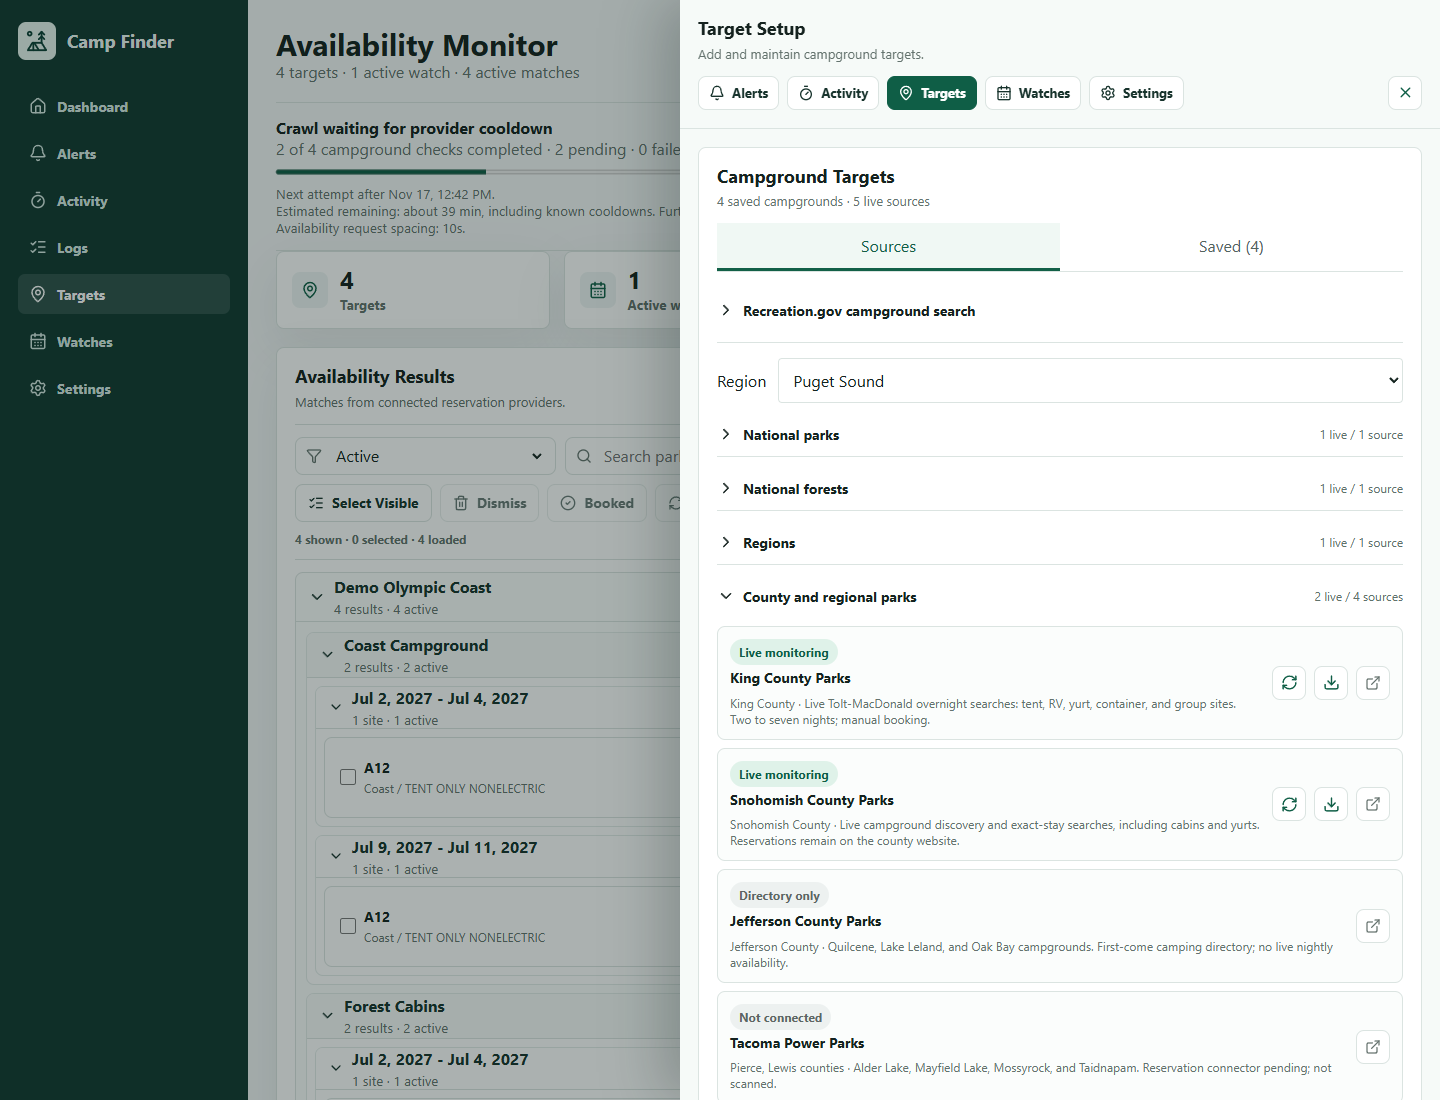 Camp Finder
Dashboard
Alerts
Activity
Logs
Targets
Watches
Settings
Availability Monitor
4 targets · 1 active watch · 4 active matches
Crawl waiting for provider cooldown
2 of 4 campground checks completed · 2 pending · 0 faile
Next attempt after Nov 17, 12:42 PM.
Estimated remaining: about 39 min, including known cooldowns. Furt
Availability request spacing: 10s.
4
Targets
1
Active w
Availability Results
Matches from connected reservation providers.
Active
Search par
Select Visible
Dismiss
Booked
4 shown · 0 selected · 4 loaded
Demo Olympic Coast
4 results · 4 active
Coast Campground
2 results · 2 active
Jul 2, 2027 - Jul 4, 2027
1 site · 1 active
A12
Coast / TENT ONLY NONELECTRIC
Jul 9, 2027 - Jul 11, 2027
1 site · 1 active
A12
Coast / TENT ONLY NONELECTRIC
Forest Cabins
2 results · 2 active
Jul 2, 2027 - Jul 4, 2027
1 site · 1 active
Target Setup
Add and maintain campground targets.
Alerts
Activity
Targets
Watches
Settings
Campground Targets
4 saved campgrounds · 5 live sources
Sources
Saved (4)
Recreation.gov campground search
Region
Puget Sound
National parks
1 live / 1 source
National forests
1 live / 1 source
Regions
1 live / 1 source
County and regional parks
2 live / 4 sources
Live monitoring
King County Parks
King County · Live Tolt-MacDonald overnight searches: tent, RV, yurt, container, and group sites.
Two to seven nights; manual booking.
Live monitoring
Snohomish County Parks
Snohomish County · Live campground discovery and exact-stay searches, including cabins and yurts.
Reservations remain on the county website.
Directory only
Jefferson County Parks
Jefferson County · Quilcene, Lake Leland, and Oak Bay campgrounds. First-come camping directory; no live nightly
availability.
Not connected
Tacoma Power Parks
Pierce, Lewis counties · Alder Lake, Mayfield Lake, Mossyrock, and Taidnapam. Reservation connector pending; not
scanned.